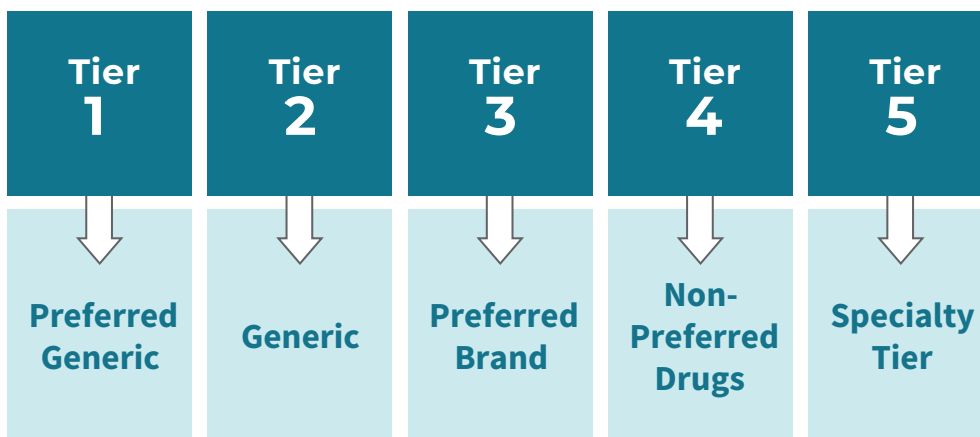 Tier
1
Tier
2
Tier
3
Tier
4
Tier
5
Preferred
Generic
Generic
Preferred
Brand
Non-
Preferred
Drugs
Specialty
Tier